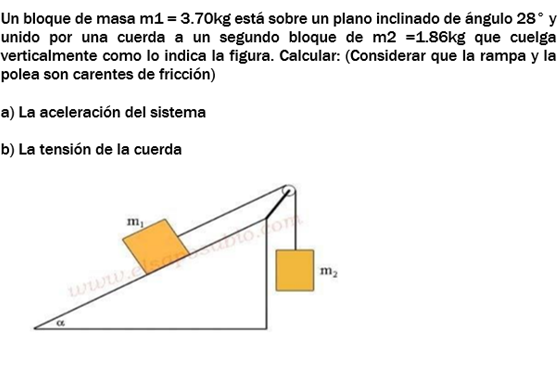 Un bloque de masa m1 = 3.70kg está sobre un plano inclinado de ángulo 28° y
unido por una cuerda a un segundo bloque de m2 =1.86kg que cuelga
verticalmente como lo indica la figura. Calcular: (Considerar que la rampa y la
polea son carentes de fricción)
a) La aceleración del sistema
b) La tensión de la cuerda
m₁
m₂
α